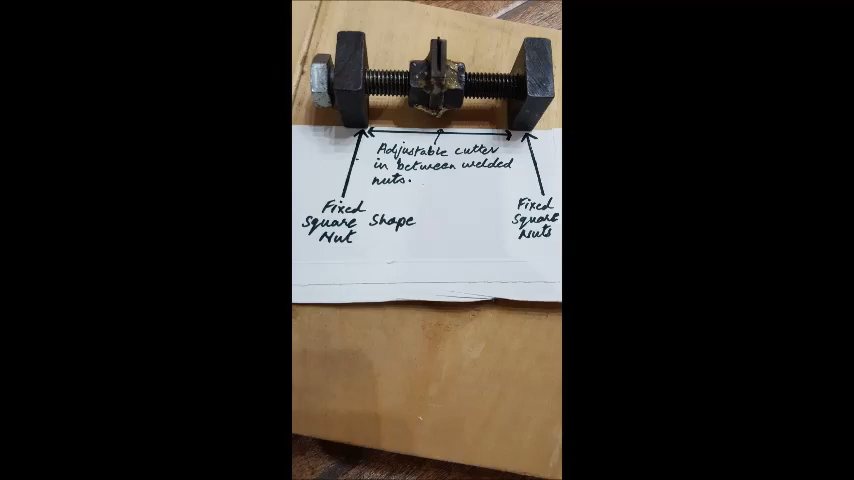 Adjustable cutter
in between welded
nuts.
Fixed
Square Shape
Nut
Fixed
Square
Nuts